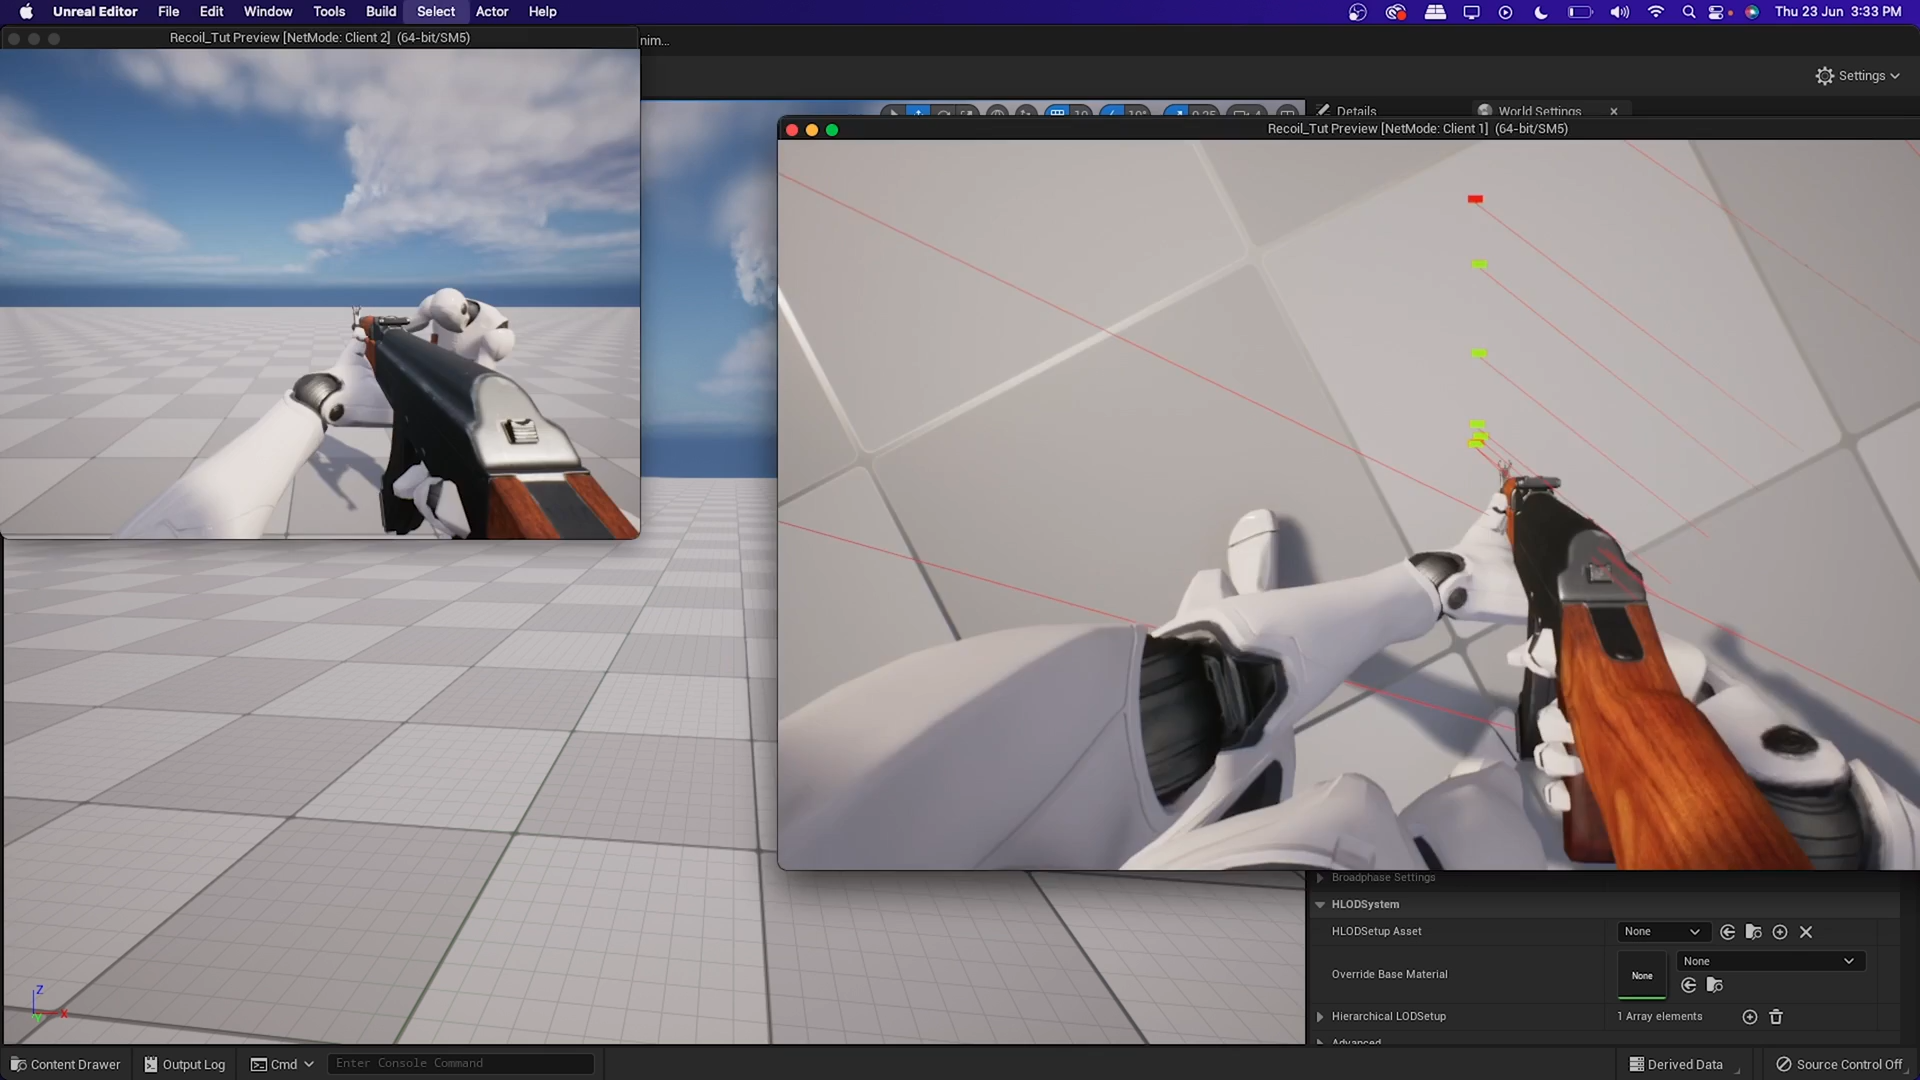 Unreal Editor File Edit Window Tools Build Select Actor Help
Thu 23 Jun 3:33 PM
Recoil_Tut Preview [NetMode: Client 2] (64-bit/SM5)
nim...
Settings
Details
World Settings
Recoil_Tut Preview [NetMode: Client 1] (64-bit/SM5)
Broadphase Settings
HLODSystem
HLODSetup Asset
None
Override Base Material
None
None
Hierarchical LODSetup
1 Array elements
Advanced
Z
X
Y
Content Drawer
Output Log
Cmd
Enter Console Command
Derived Data
Source Control Off